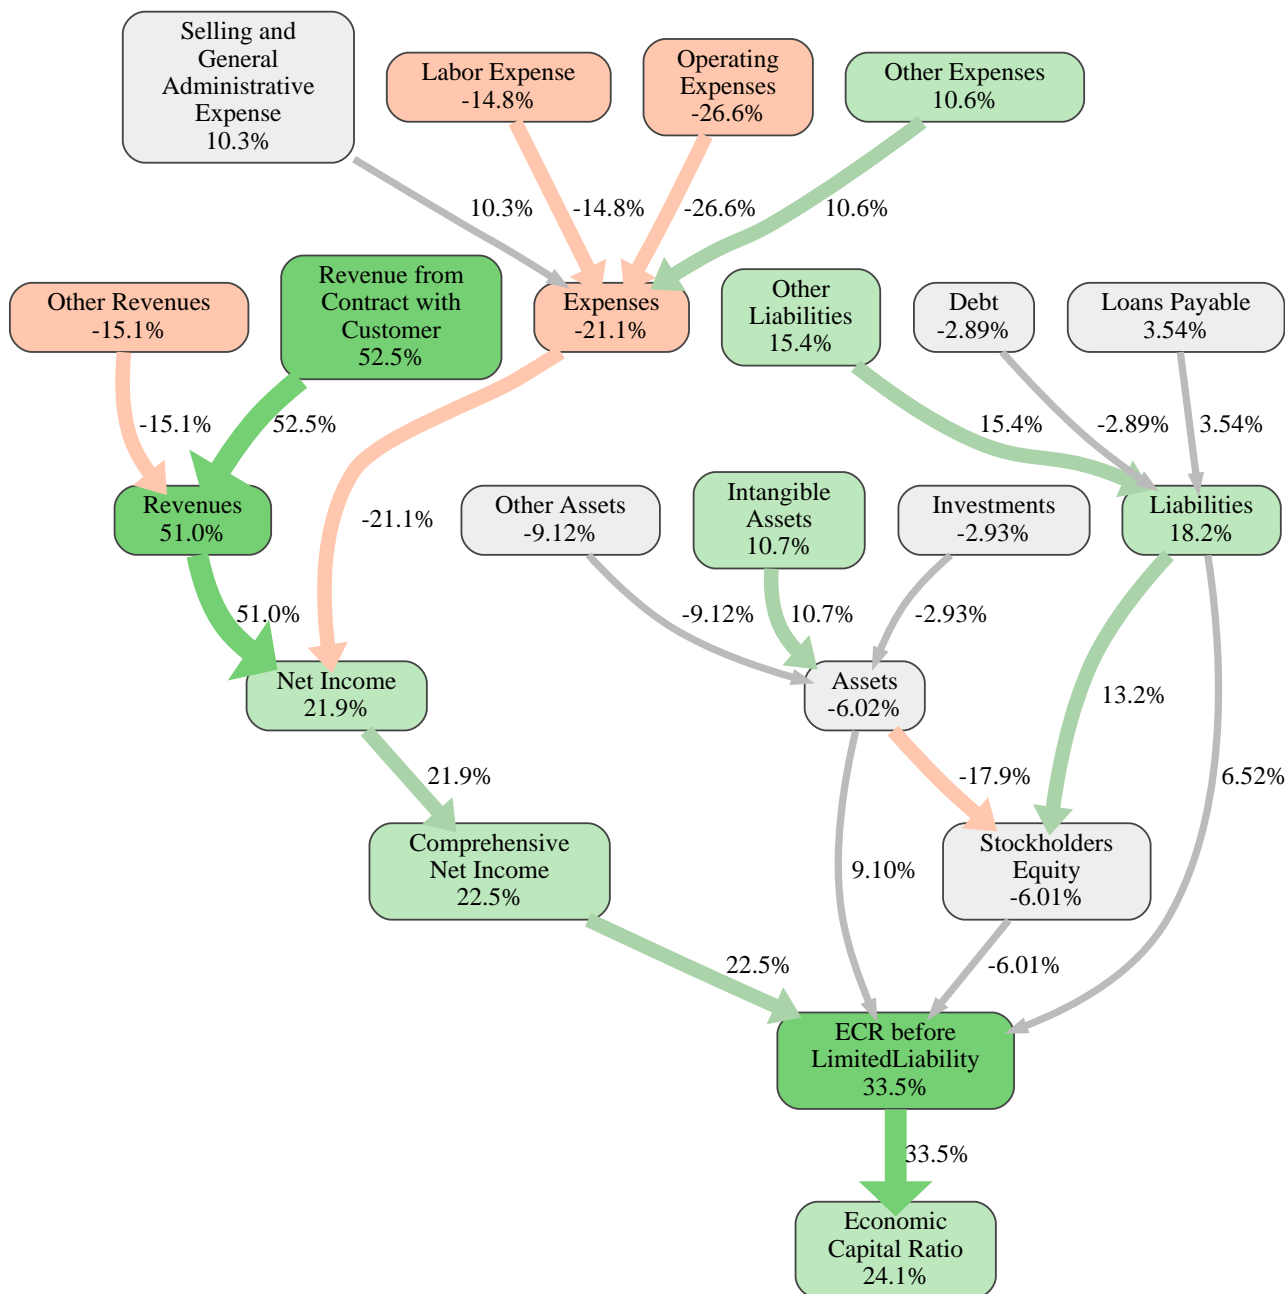 Selling and
General
Administrative
Expense
10.3%
Labor Expense
-14.8%
Operating
Expenses
-26.6%
Other Expenses
10.6%
10.3%
-14.8%
-26.6%
10.6%
Other Revenues
-15.1%
Revenue from
Contract with
Customer
52.5%
Expenses
-21.1%
Other
Liabilities
15.4%
Debt
-2.89%
Loans Payable
3.54%
-15.1%
52.5%
15.4%
-2.89%
3.54%
Revenues
51.0%
-21.1%
Other Assets
-9.12%
Intangible
Assets
10.7%
Investments
-2.93%
Liabilities
18.2%
51.0%
-9.12%
10.7%
-2.93%
Net Income
21.9%
Assets
-6.02%
13.2%
21.9%
-17.9%
6.52%
Comprehensive
Net Income
22.5%
9.10%
Stockholders
Equity
-6.01%
22.5%
-6.01%
ECR before
LimitedLiability
33.5%
33.5%
Economic
Capital Ratio
24.1%